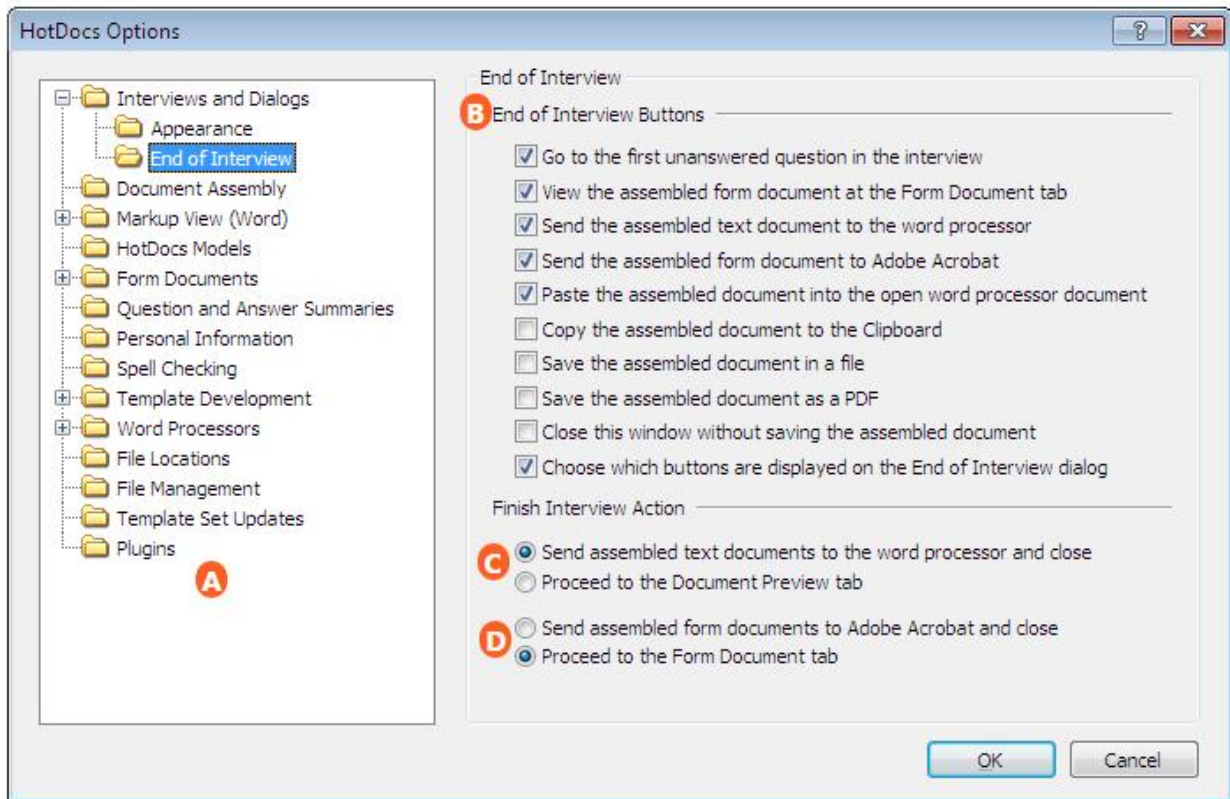 HotDocs Options
Interviews and Dialogs
Appearance
End of Interview
Document Assembly
Markup View (Word)
HotDocs Models
Form Documents
Question and Answer Summaries
Personal Information
Spell Checking
Template Development
Word Processors
File Locations
File Management
Template Set Updates
Plugins
A
End of Interview
B End of Interview Buttons
Go to the first unanswered question in the interview
View the assembled form document at the Form Document tab
Send the assembled text document to the word processor
Send the assembled form document to Adobe Acrobat
Paste the assembled document into the open word processor document
Copy the assembled document to the Clipboard
Save the assembled document in a file
Save the assembled document as a PDF
Close this window without saving the assembled document
Choose which buttons are displayed on the End of Interview dialog
Finish Interview Action
C
Send assembled text documents to the word processor and close
Proceed to the Document Preview tab
D
Send assembled form documents to Adobe Acrobat and close
Proceed to the Form Document tab
OK
Cancel